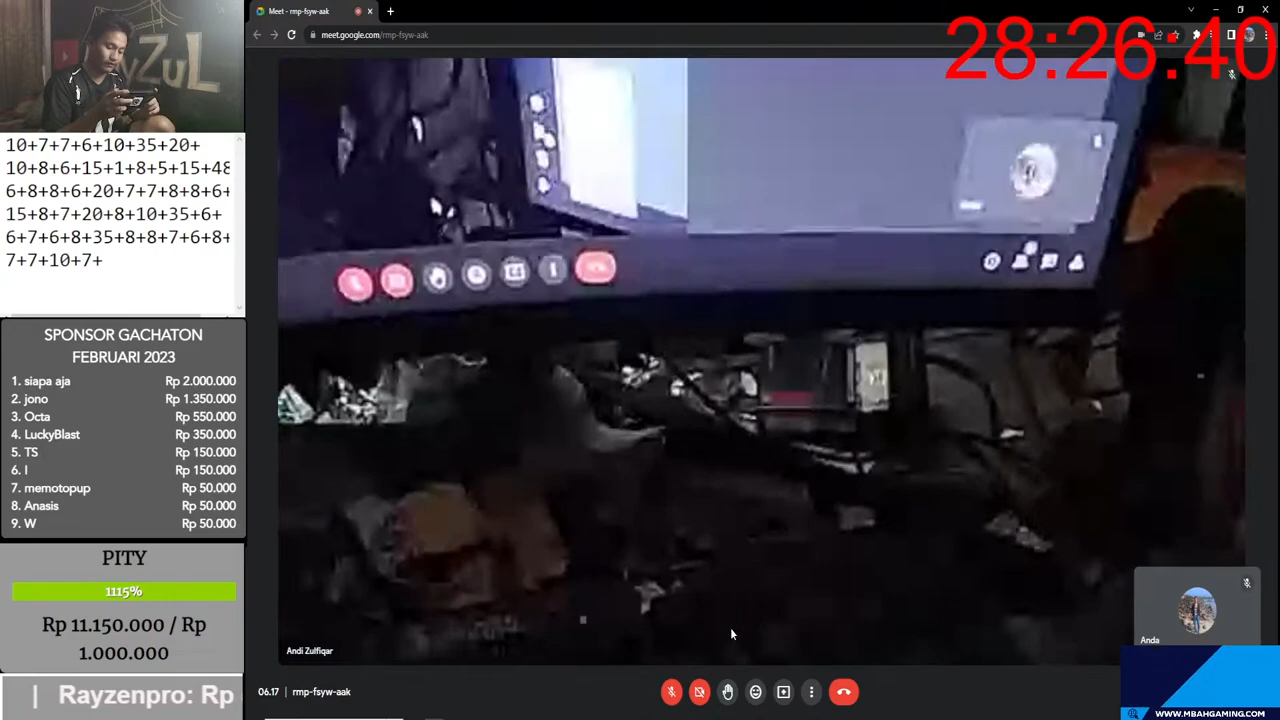 Meet - rmp-fsyw-aak
meet.google.com/rmp-fsyw-aak
28:26:40
10+7+7+6+10+35+20+
10+8+6+15+1+8+5+15+48
6+8+8+6+20+7+7+8+8+6+
15+8+7+20+8+10+35+6+
6+7+6+8+35+8+8+7+6+8+
7+7+10+7+
SPONSOR GACHATON
FEBRUARI 2023
1. siapa aja Rp 2.000.000
2. jono Rp 1.350.000
3. Octa Rp 550.000
4. LuckyBlast Rp 350.000
5. TS Rp 150.000
6. I Rp 150.000
7. memotopup Rp 50.000
8. Anasis Rp 50.000
9. W Rp 50.000
PITY
1115%
Rp 11.150.000 / Rp
1.000.000
| Rayzenpro: Rp
Andi Zulfiqar
Anda
06.17 | rmp-fsyw-aak
WWW.MBAHGAMING.COM